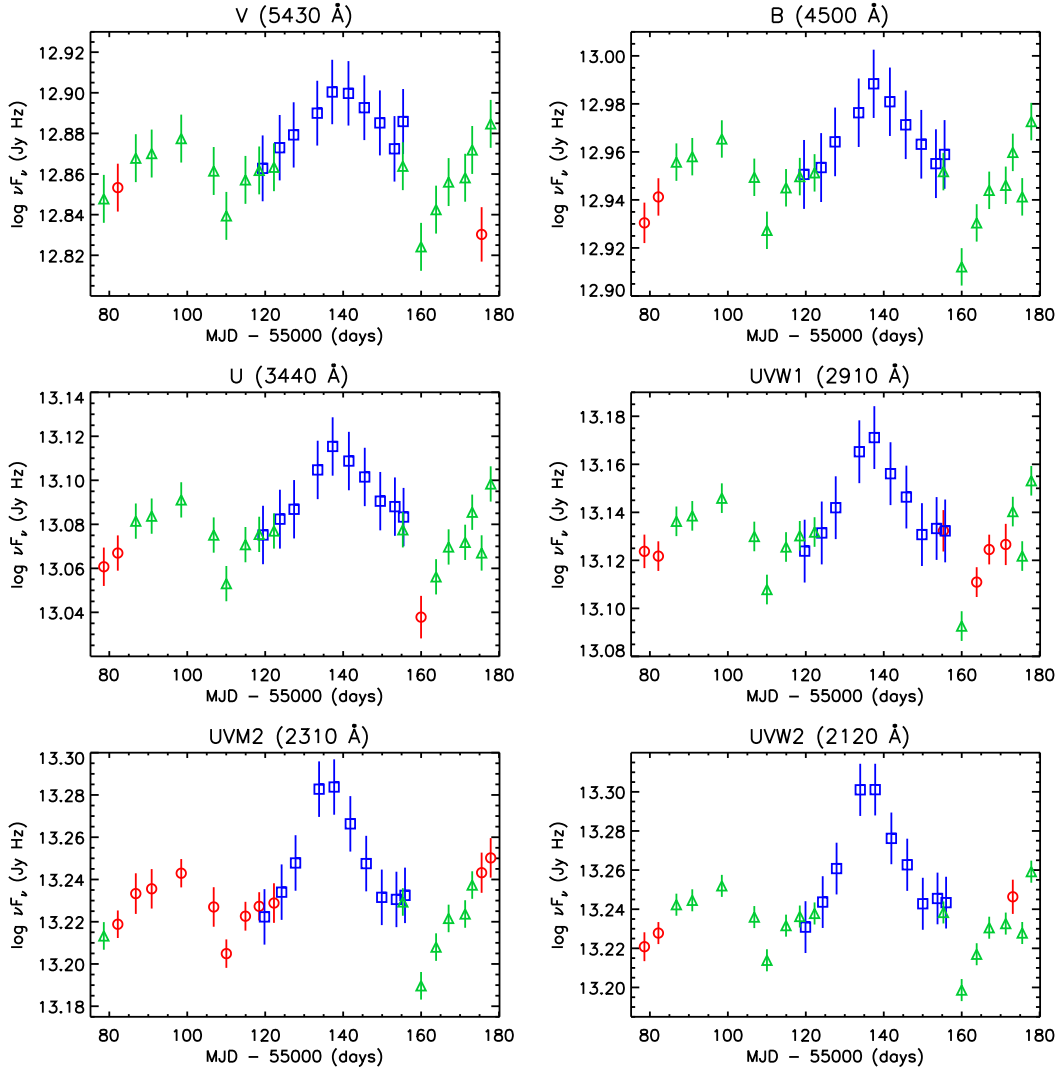 V (5430 Å)
log νFν (Jy Hz)
12.92
12.90
12.88
12.86
12.84
12.82
80 100 120 140 160 180
MJD − 55000 (days)
B (4500 Å)
log νFν (Jy Hz)
13.00
12.98
12.96
12.94
12.92
12.90
80 100 120 140 160 180
MJD − 55000 (days)
U (3440 Å)
log νFν (Jy Hz)
13.14
13.12
13.10
13.08
13.06
13.04
80 100 120 140 160 180
MJD − 55000 (days)
UVW1 (2910 Å)
log νFν (Jy Hz)
13.18
13.16
13.14
13.12
13.10
13.08
80 100 120 140 160 180
MJD − 55000 (days)
UVM2 (2310 Å)
log νFν (Jy Hz)
13.30
13.28
13.26
13.24
13.22
13.20
13.18
80 100 120 140 160 180
MJD − 55000 (days)
UVW2 (2120 Å)
log νFν (Jy Hz)
13.30
13.28
13.26
13.24
13.22
13.20
80 100 120 140 160 180
MJD − 55000 (days)